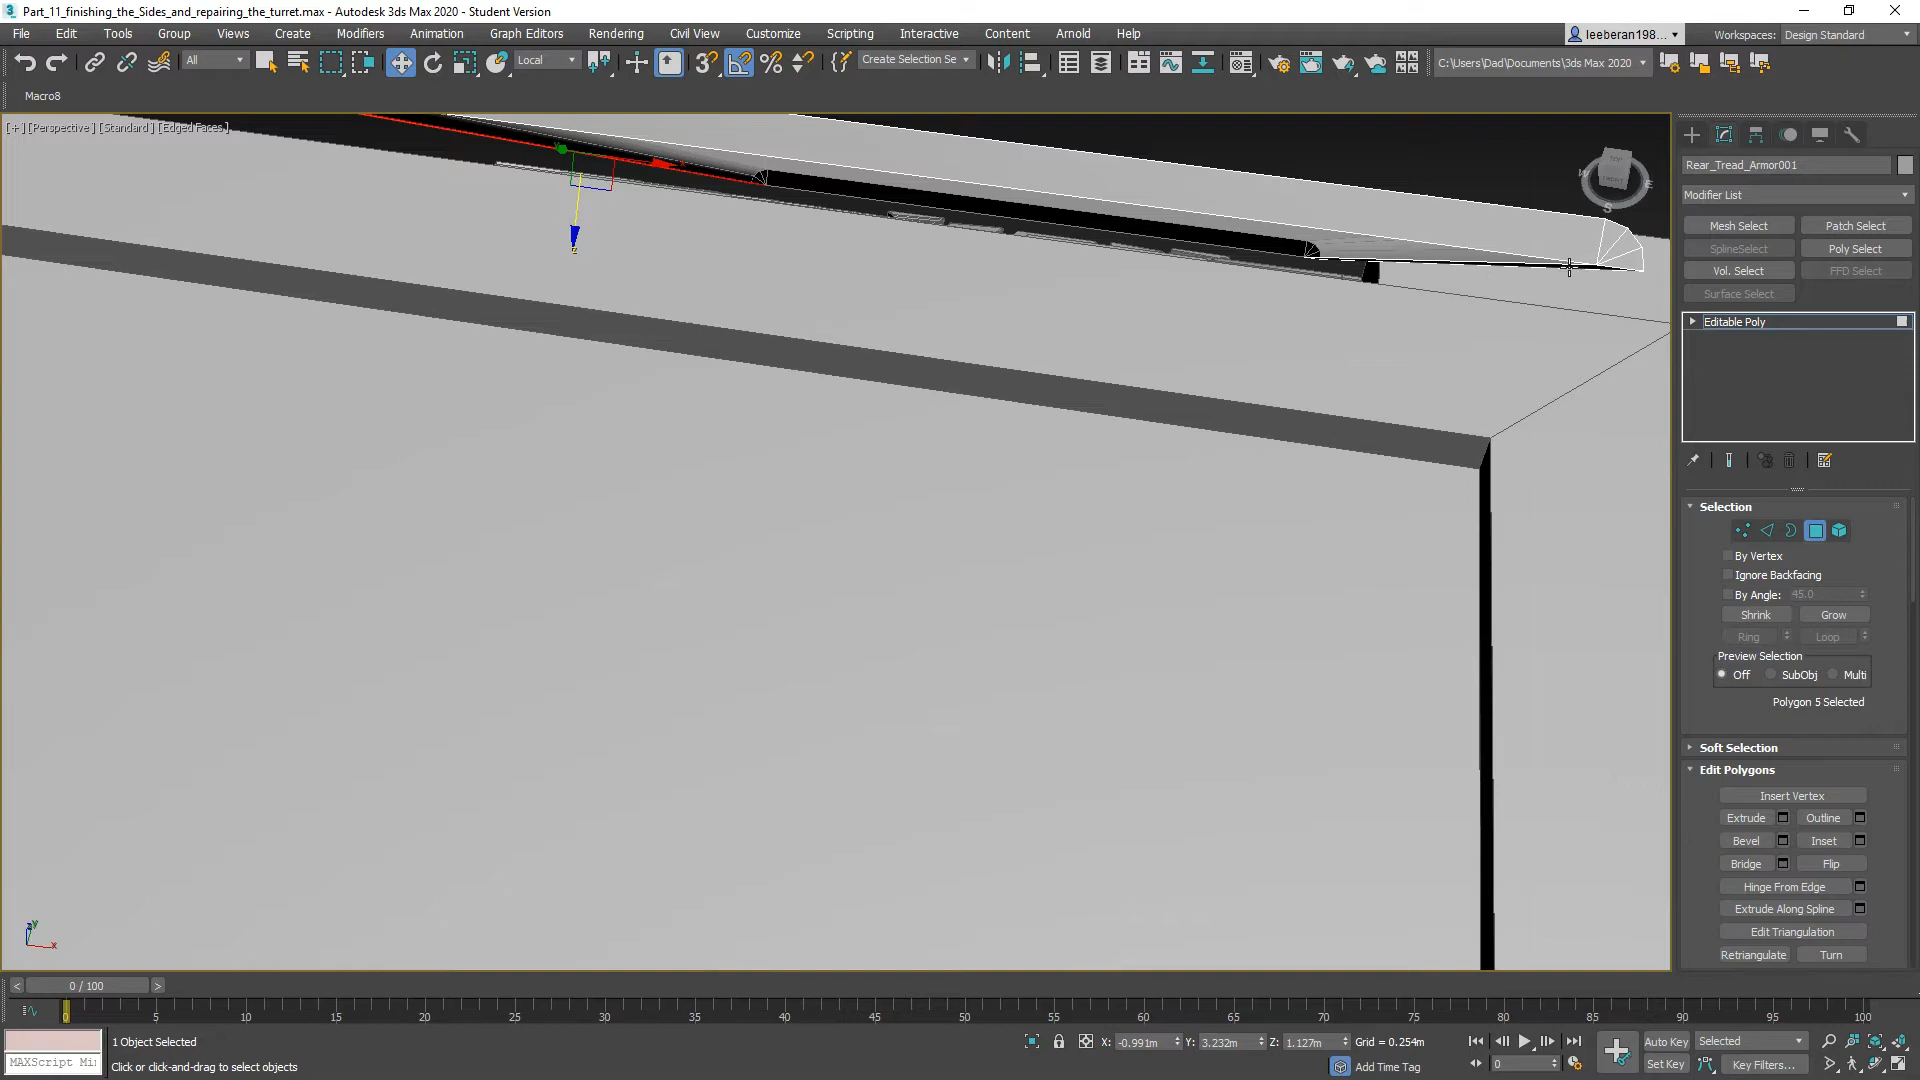 Part_11_finishing_the_Sides_and_repairing_the_turret.max - Autodesk 3ds Max 2020 - Student Version
File Edit Tools Group Views Create Modifiers Animation Graph Editors Rendering Civil View Customize Scripting Interactive Content Arnold Help leeberan198... Workspaces: Design Standard
All Local Create Selection Se C:\Users\Dad\Documents\3ds Max 2020
Macro8
[+] [Perspective] [Standard] [Edged Faces]
Rear_Tread_Armor001
Modifier List
Mesh Select Patch Select
SplineSelect Poly Select
Vol. Select FFD Select
Surface Select
Editable Poly
Selection
By Vertex
Ignore Backfacing
By Angle: 45.0
Shrink Grow
Ring Loop
Preview Selection
Off SubObj Multi
Polygon 5 Selected
Soft Selection
Edit Polygons
Insert Vertex
Extrude Outline
Bevel Inset
Bridge Flip
Hinge From Edge
Extrude Along Spline
Edit Triangulation
Retriangulate Turn
TOP
W E
S
x
z
y
x
< 0 / 100 >
0 5 10 15 20 25 30 35 40 45 50 55 60 65 70 75 80 85 90 95 100
1 Object Selected X: -0.991m Y: 3.232m Z: 1.127m Grid = 0.254m Auto Key Selected
MAXScript Mi Click or click-and-drag to select objects Add Time Tag 0 Set Key Key Filters...